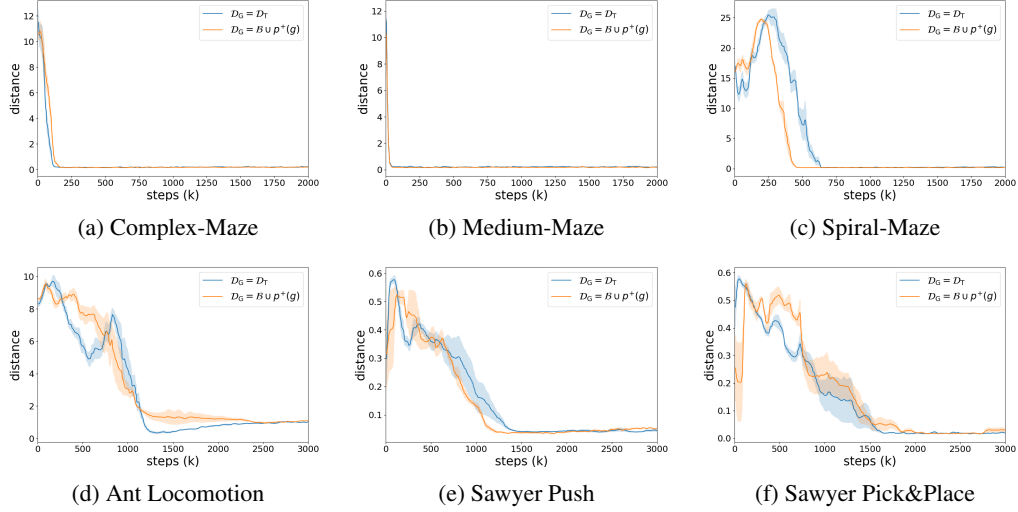 12
10
8
6
4
2
0
distance
0 250 500 750 1000 1250 1500 1750 2000
steps (k)
𝒟_G = 𝒟_T
𝒟_G = ℬ ∪ p⁺(g)
(a) Complex-Maze
12
10
8
6
4
2
0
distance
0 250 500 750 1000 1250 1500 1750 2000
steps (k)
𝒟_G = 𝒟_T
𝒟_G = ℬ ∪ p⁺(g)
(b) Medium-Maze
25
20
15
10
5
0
distance
0 250 500 750 1000 1250 1500 1750 2000
steps (k)
𝒟_G = 𝒟_T
𝒟_G = ℬ ∪ p⁺(g)
(c) Spiral-Maze
10
8
6
4
2
0
distance
0 500 1000 1500 2000 2500 3000
steps (k)
𝒟_G = 𝒟_T
𝒟_G = ℬ ∪ p⁺(g)
(d) Ant Locomotion
0.6
0.5
0.4
0.3
0.2
0.1
distance
0 500 1000 1500 2000 2500 3000
steps (k)
𝒟_G = 𝒟_T
𝒟_G = ℬ ∪ p⁺(g)
(e) Sawyer Push
0.6
0.5
0.4
0.3
0.2
0.1
0.0
distance
0 500 1000 1500 2000 2500 3000
steps (k)
𝒟_G = 𝒟_T
𝒟_G = ℬ ∪ p⁺(g)
(f) Sawyer Pick&Place